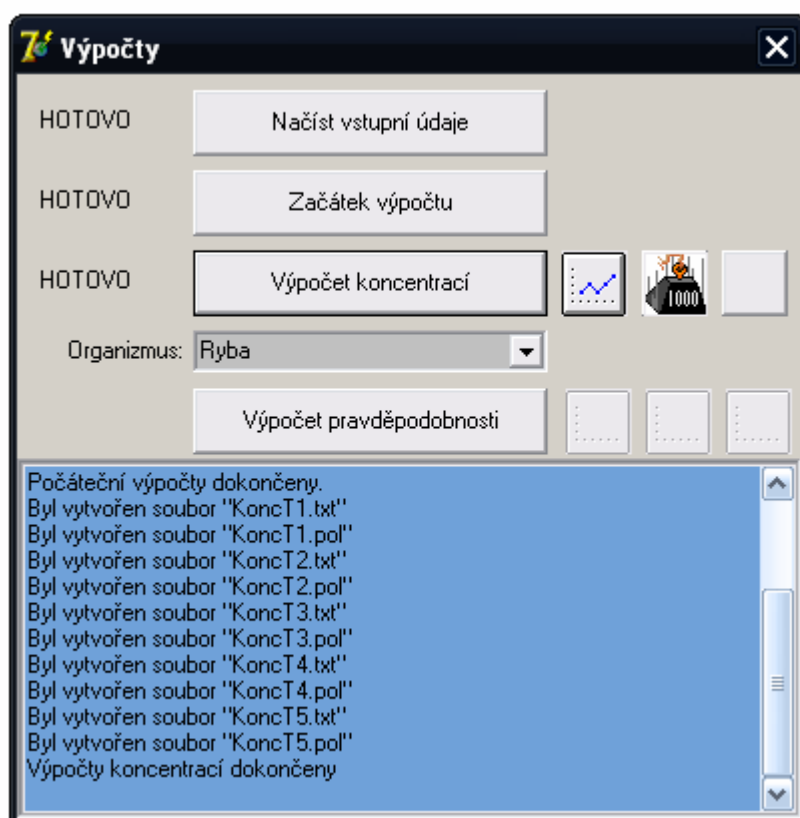 Výpočty
HOTOVO Načíst vstupní údaje
HOTOVO Začátek výpočtu
HOTOVO Výpočet koncentrací 1000
Organizmus: Ryba
Výpočet pravděpodobnosti
Počáteční výpočty dokončeny.
Byl vytvořen soubor "KoncT1.txt"
Byl vytvořen soubor "KoncT1.pol"
Byl vytvořen soubor "KoncT2.txt"
Byl vytvořen soubor "KoncT2.pol"
Byl vytvořen soubor "KoncT3.txt"
Byl vytvořen soubor "KoncT3.pol"
Byl vytvořen soubor "KoncT4.txt"
Byl vytvořen soubor "KoncT4.pol"
Byl vytvořen soubor "KoncT5.txt"
Byl vytvořen soubor "KoncT5.pol"
Výpočty koncentrací dokončeny